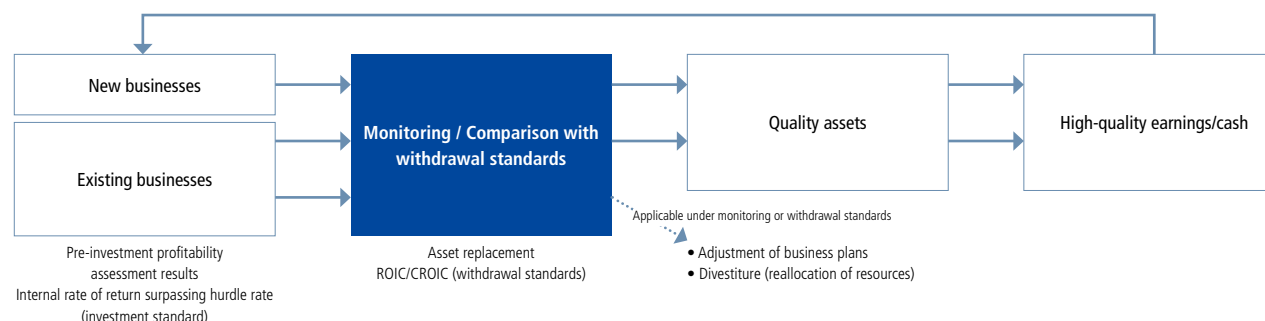 New businesses
Existing businesses
Pre-investment profitability
assessment results
Internal rate of return surpassing hurdle rate
(investment standard)
Monitoring / Comparison with
withdrawal standards
Asset replacement
ROIC/CROIC (withdrawal standards)
Quality assets
Applicable under monitoring or withdrawal standards
• Adjustment of business plans
• Divestiture (reallocation of resources)
High-quality earnings/cash